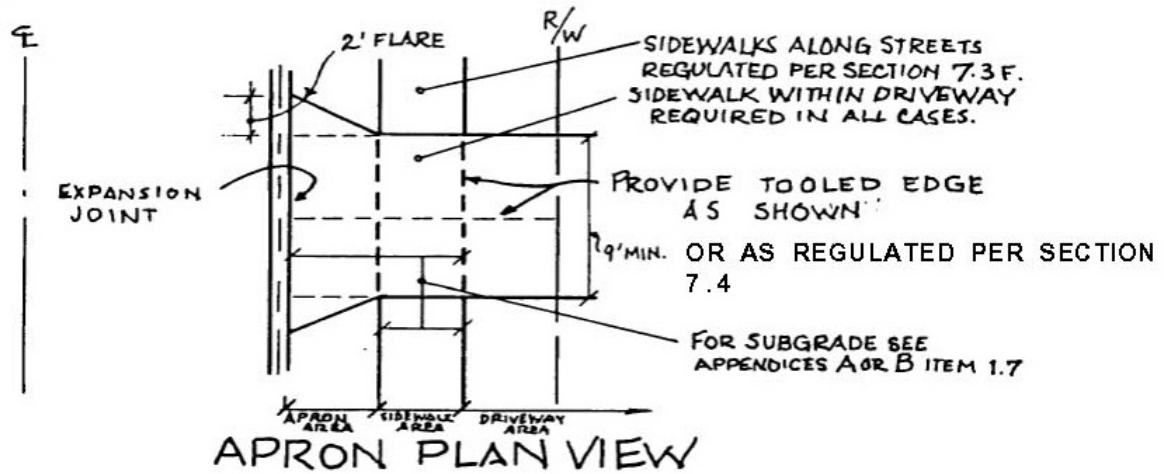 ℄
R/W
2' FLARE
SIDEWALKS ALONG STREETS
REGULATED PER SECTION 7.3 F.
SIDEWALK WITHIN DRIVEWAY
REQUIRED IN ALL CASES.
EXPANSION
JOINT
PROVIDE TOOLED EDGE
AS SHOWN
9' MIN. OR AS REGULATED PER SECTION
7.4
FOR SUBGRADE SEE
APPENDICES A OR B ITEM 1.7
APRON
AREA
SIDEWALK
AREA
DRIVEWAY
AREA
APRON PLAN VIEW